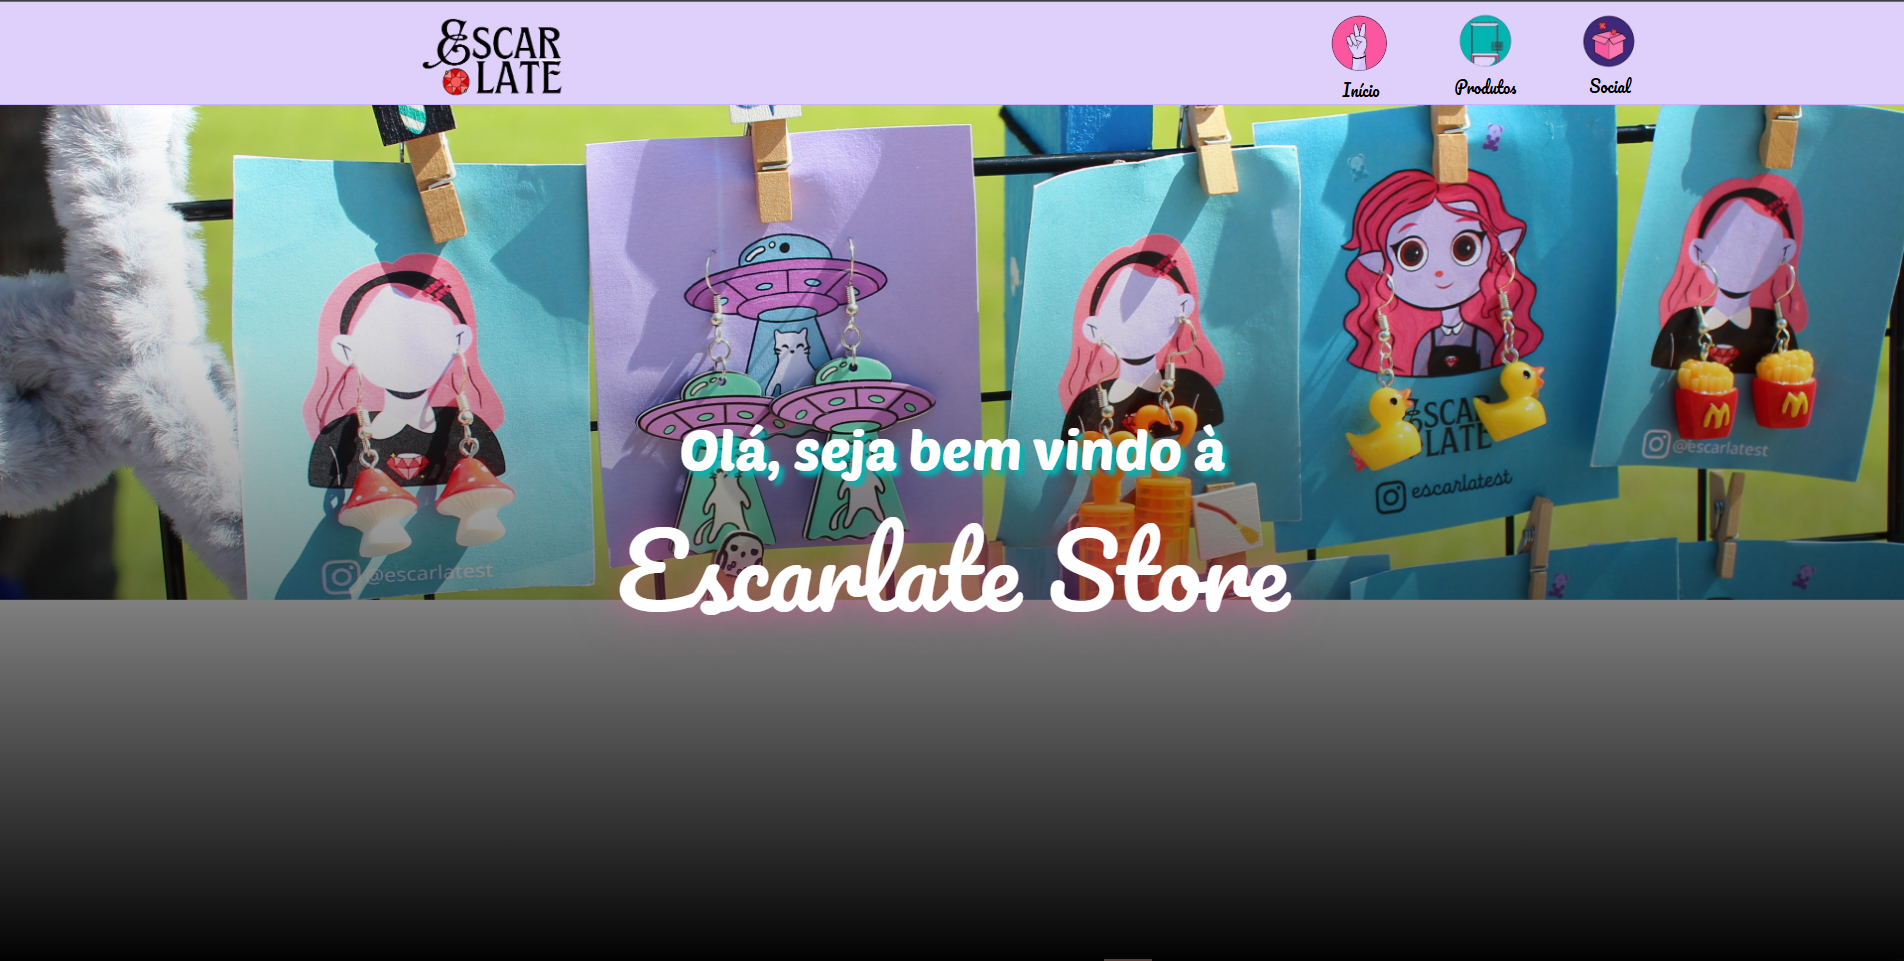 ESCAR
LATE
Início
Produtos
Social
ESCAR
LATE
@escarlatest
escarlatest
@escarlatest
Olá, seja bem vindo à
Escarlate Store